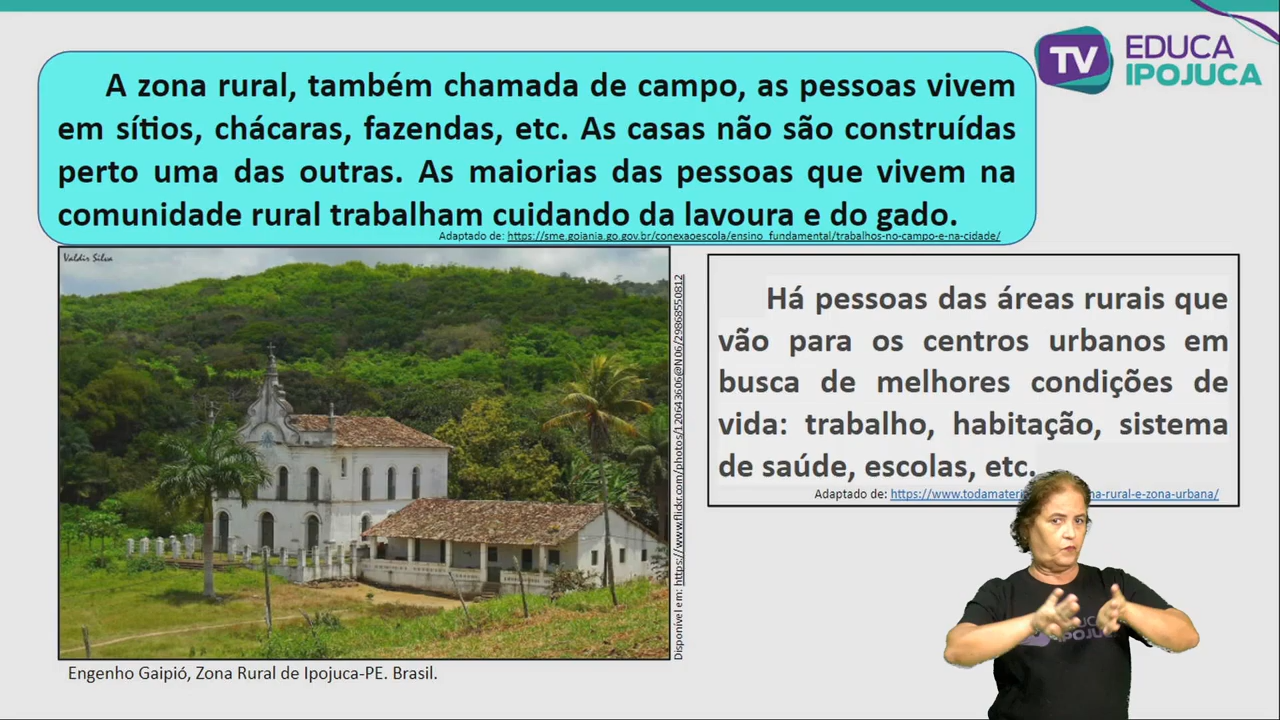 TV EDUCA
IPOJUCA
A zona rural, também chamada de campo, as pessoas vivem
em sítios, chácaras, fazendas, etc. As casas não são construídas
perto uma das outras. As maiorias das pessoas que vivem na
comunidade rural trabalham cuidando da lavoura e do gado.
Adaptado de: https://sme.goiania.go.gov.br/conexaoescola/ensino_fundamental/trabalhos-no-campo-e-na-cidade/
Valdir Silva
Disponível em: https://www.flickr.com/photos/120643606@N06/29868550812
Há pessoas das áreas rurais que
vão para os centros urbanos em
busca de melhores condições de
vida: trabalho, habitação, sistema
de saúde, escolas, etc.
Adaptado de: https://www.todamateri na-rural-e-zona-urbana/
EDUCA
IPOJUCA
Engenho Gaipió, Zona Rural de Ipojuca-PE. Brasil.